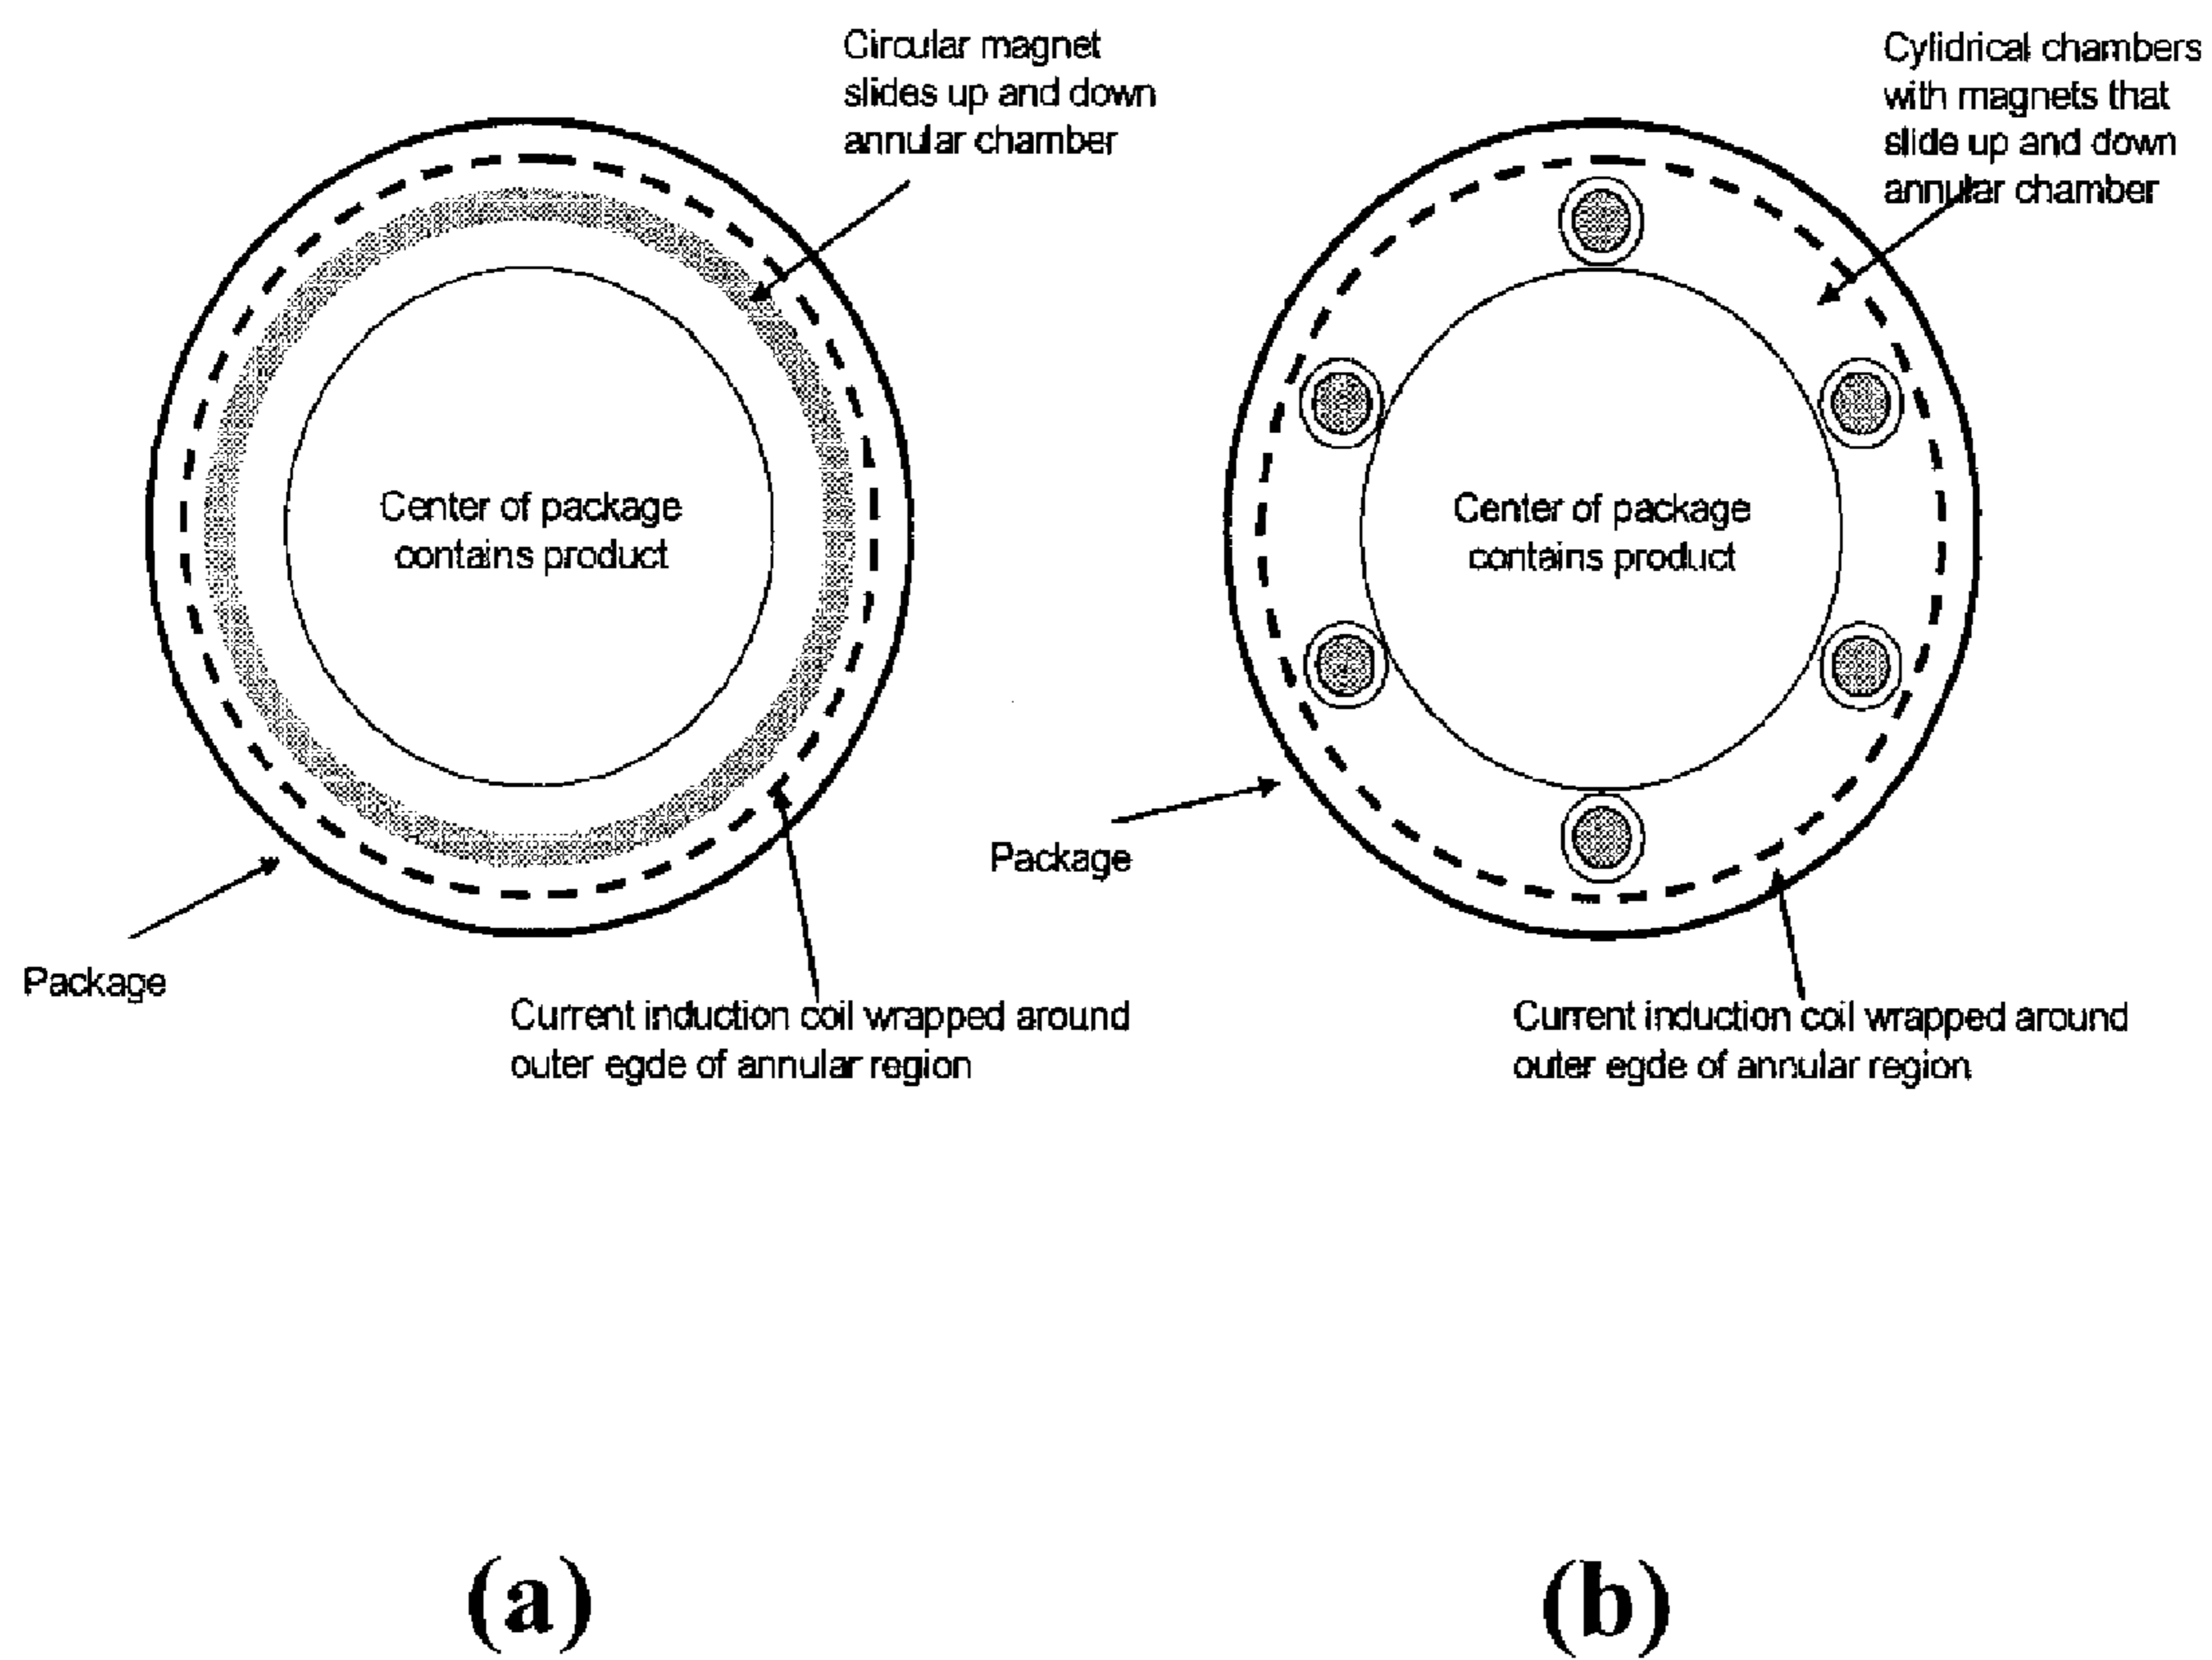 Circular magnet
slides up and down
annular chamber
Center of package
contains product
Package
Current induction coil wrapped around
outer egde of annular region
(a)
Cylidrical chambers
with magnets that
slide up and down
annular chamber
Center of package
contains product
Package
Current induction coil wrapped around
outer egde of annular region
(b)